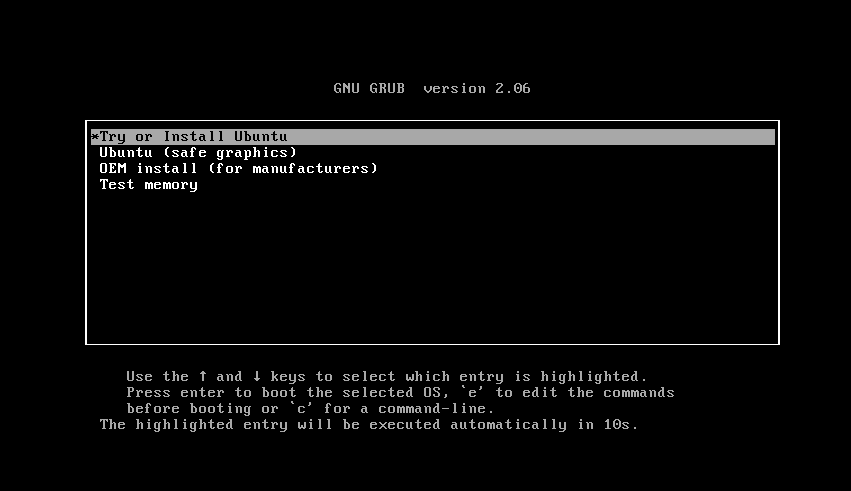 GNU GRUB  version 2.06
*Try or Install Ubuntu
Ubuntu (safe graphics)
OEM install (for manufacturers)
Test memory
Use the ↑ and ↓ keys to select which entry is highlighted.
Press enter to boot the selected OS, `e' to edit the commands
before booting or `c' for a command-line.
The highlighted entry will be executed automatically in 10s.